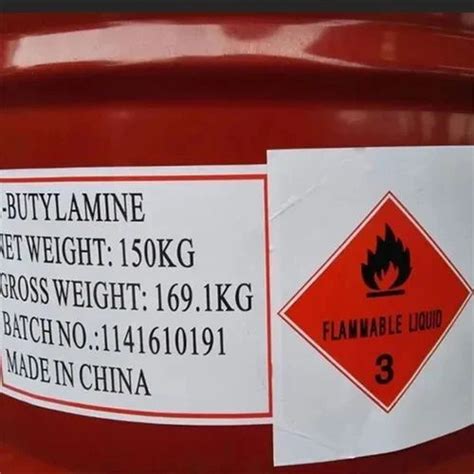 -BUTYLAMINE
NET WEIGHT: 150KG
GROSS WEIGHT: 169.1KG
BATCH NO.:1141610191
MADE IN CHINA
FLAMMABLE LIQUID
3